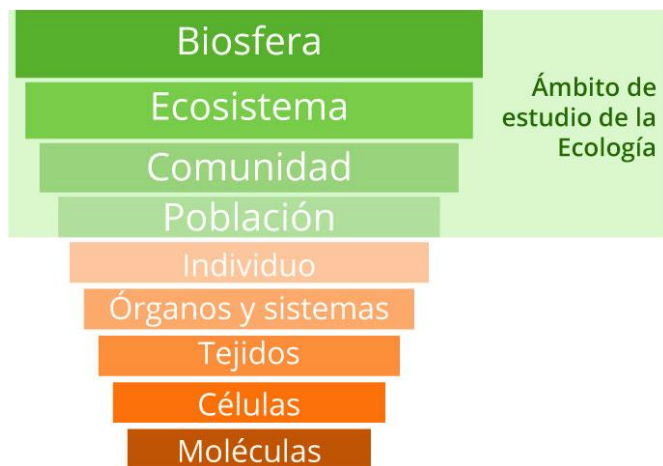 Biosfera
Ecosistema
Comunidad
Población
Individuo
Órganos y sistemas
Tejidos
Células
Moléculas
Ámbito de
estudio de la
Ecología